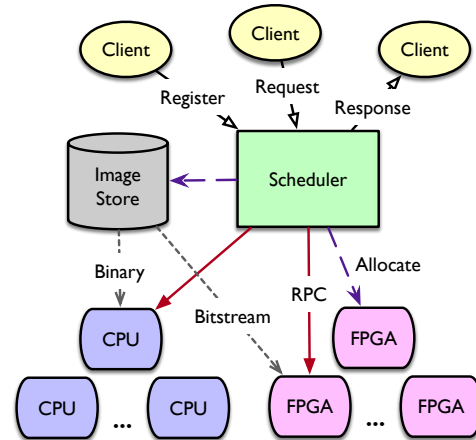 Client
Client
Client
Register
Request
Response
Image
Store
Scheduler
Binary
Bitstream
RPC
Allocate
CPU
FPGA
CPU
...
CPU
FPGA
...
FPGA